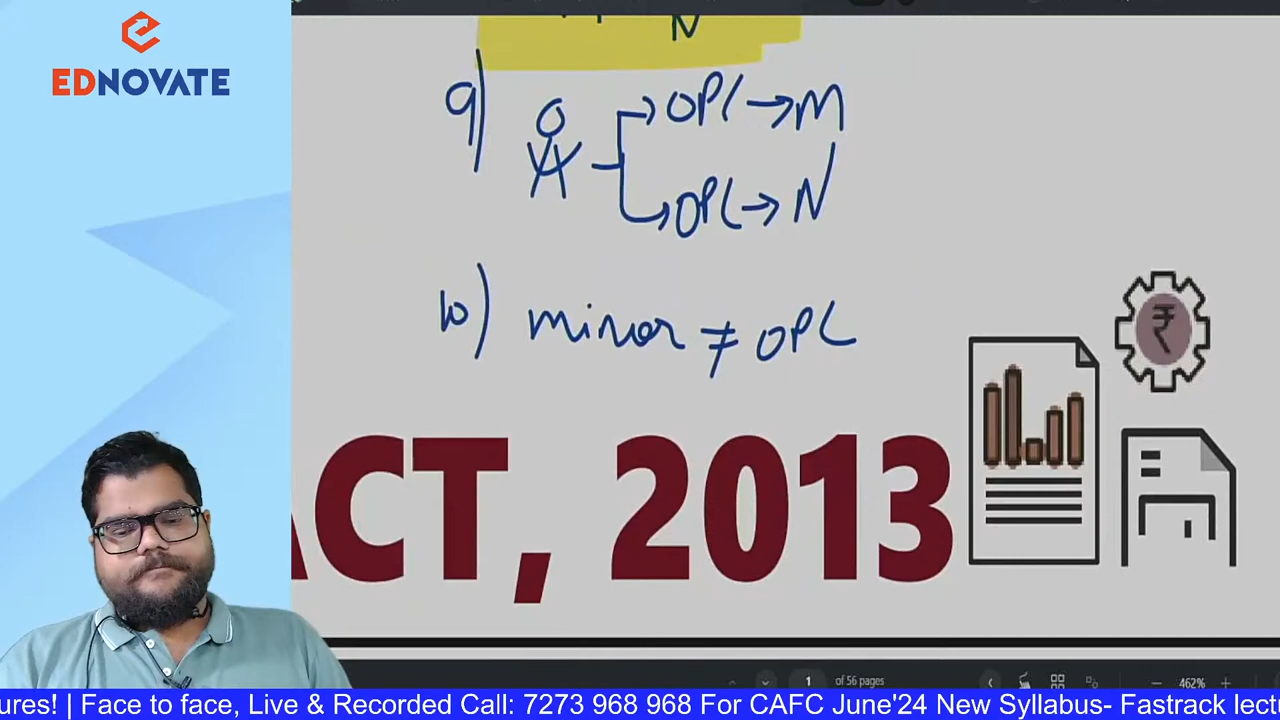 EDNOVATE
N
9)
OPC → M
OPC → N
10) minor ≠ OPC
₹
ACT, 2013
1 of 56 pages
462%
ures! | Face to face, Live & Recorded Call: 7273 968 968 For CAFC June'24 New Syllabus- Fastrack lectu